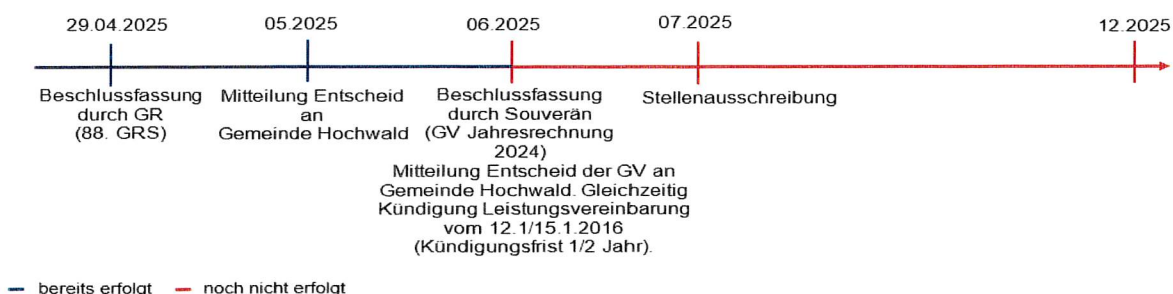 29.04.2025
05.2025
06.2025
07.2025
12.2025
Beschlussfassung
durch GR
(88. GRS)
Mitteilung Entscheid
an
Gemeinde Hochwald
Beschlussfassung
durch Souverän
(GV Jahresrechnung
2024)
Mitteilung Entscheid der GV an
Gemeinde Hochwald. Gleichzeitig
Kündigung Leistungsvereinbarung
vom 12.1/15.1.2016
(Kündigungsfrist 1/2 Jahr).
Stellenausschreibung
bereits erfolgt
noch nicht erfolgt